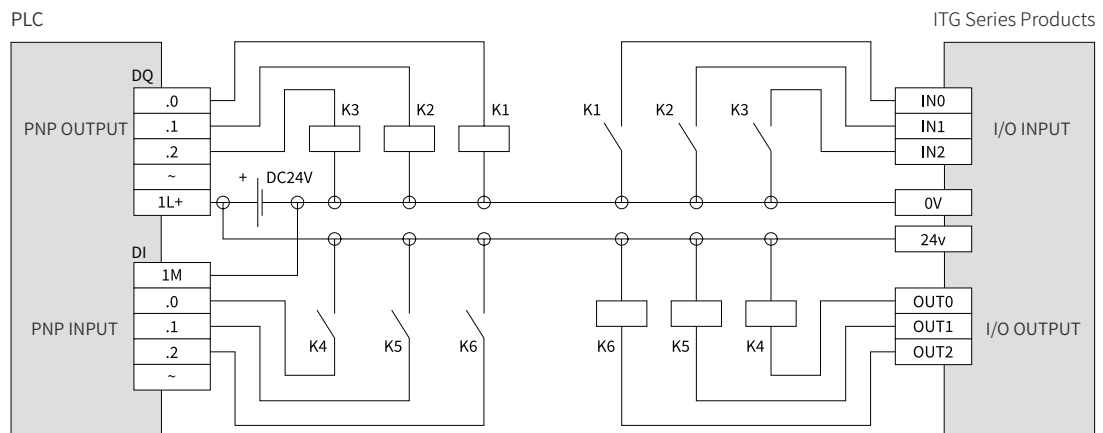 PLC
ITG Series Products
DQ
.0
.1
.2
~
1L+
PNP OUTPUT
K3
K2
K1
K1
K2
K3
IN0
IN1
IN2
I/O INPUT
+
DC24V
0V
24v
DI
1M
.0
.1
.2
~
PNP INPUT
K4
K5
K6
K6
K5
K4
OUT0
OUT1
OUT2
I/O OUTPUT